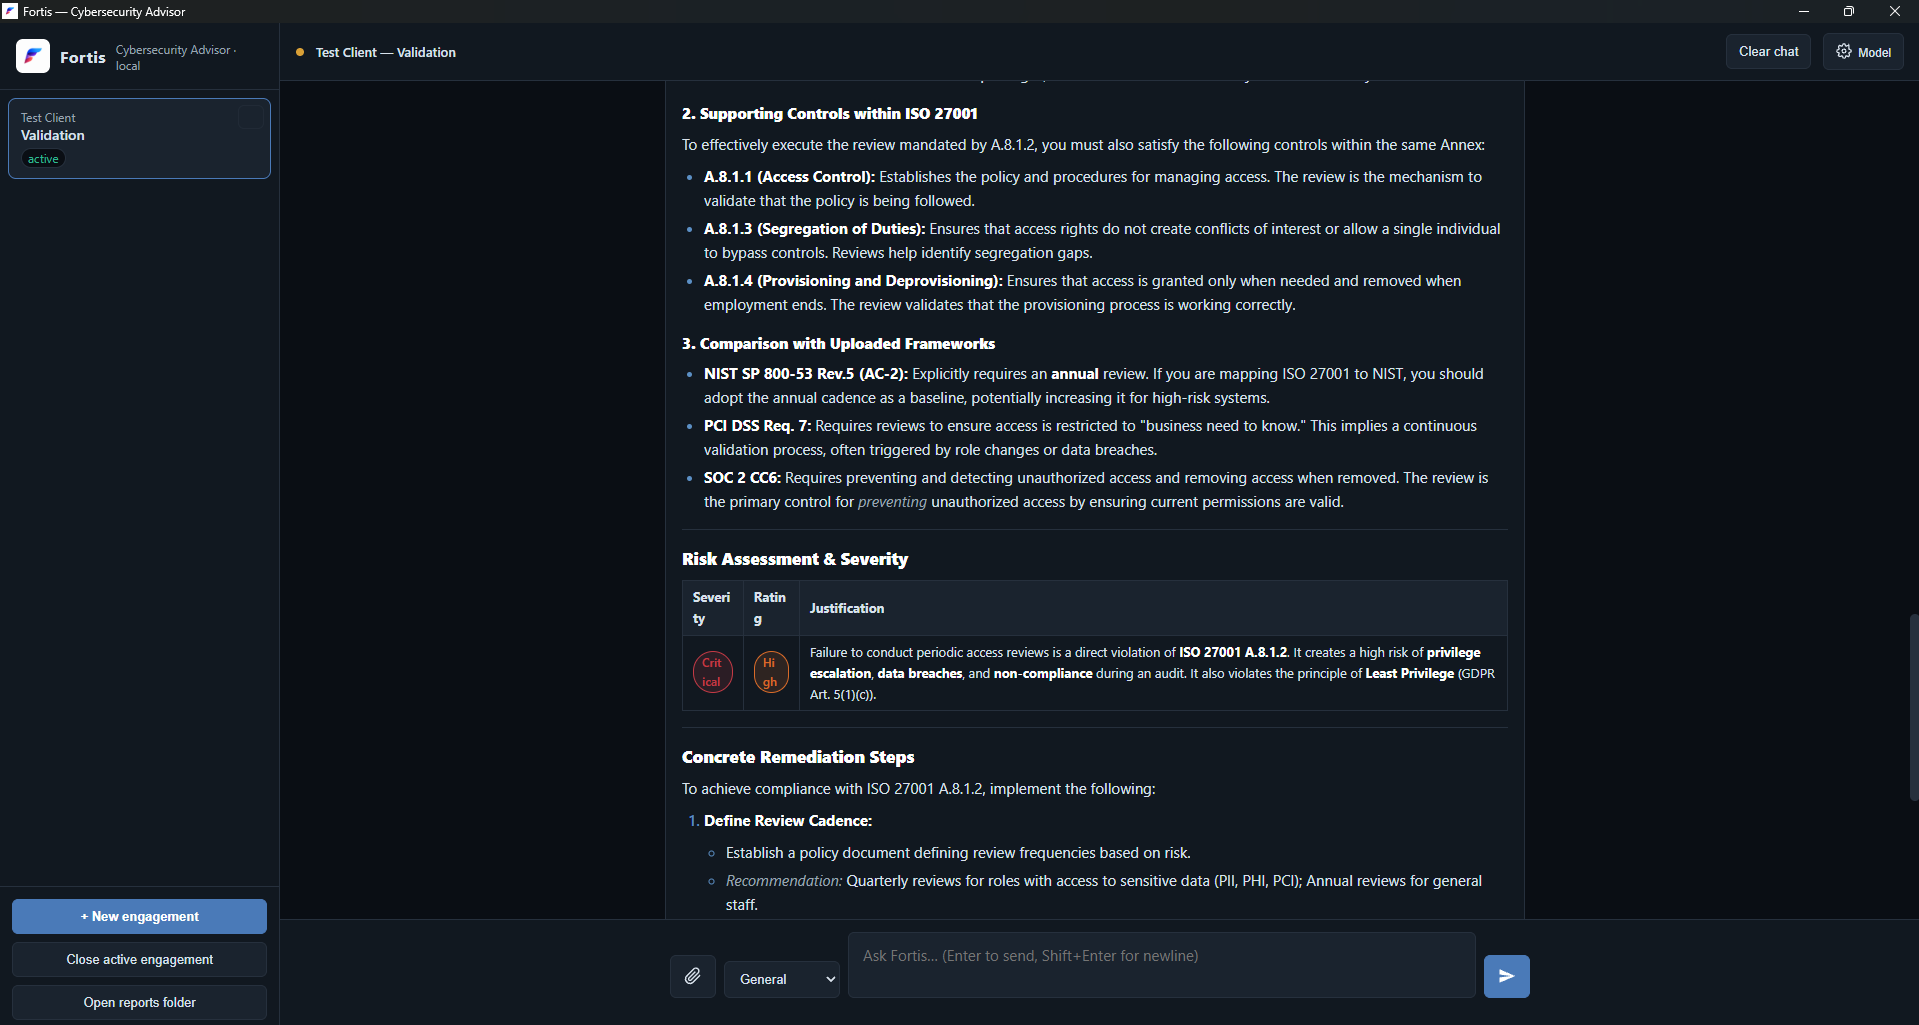 Fortis — Cybersecurity Advisor
Fortis
Cybersecurity Advisor ·
local
Test Client — Validation
Clear chat
Model
Test Client
Validation
active
2. Supporting Controls within ISO 27001
To effectively execute the review mandated by A.8.1.2, you must also satisfy the following controls within the same Annex:
• A.8.1.1 (Access Control): Establishes the policy and procedures for managing access. The review is the mechanism to
validate that the policy is being followed.
• A.8.1.3 (Segregation of Duties): Ensures that access rights do not create conflicts of interest or allow a single individual
to bypass controls. Reviews help identify segregation gaps.
• A.8.1.4 (Provisioning and Deprovisioning): Ensures that access is granted only when needed and removed when
employment ends. The review validates that the provisioning process is working correctly.
3. Comparison with Uploaded Frameworks
• NIST SP 800-53 Rev.5 (AC-2): Explicitly requires an annual review. If you are mapping ISO 27001 to NIST, you should
adopt the annual cadence as a baseline, potentially increasing it for high-risk systems.
• PCI DSS Req. 7: Requires reviews to ensure access is restricted to "business need to know." This implies a continuous
validation process, often triggered by role changes or data breaches.
• SOC 2 CC6: Requires preventing and detecting unauthorized access and removing access when removed. The review is
the primary control for preventing unauthorized access by ensuring current permissions are valid.
Risk Assessment & Severity
Severi
ty
Ratin
g
Justification
Crit
ical
Hi
gh
Failure to conduct periodic access reviews is a direct violation of ISO 27001 A.8.1.2. It creates a high risk of privilege
escalation, data breaches, and non-compliance during an audit. It also violates the principle of Least Privilege (GDPR
Art. 5(1)(c)).
Concrete Remediation Steps
To achieve compliance with ISO 27001 A.8.1.2, implement the following:
1. Define Review Cadence:
Establish a policy document defining review frequencies based on risk.
Recommendation: Quarterly reviews for roles with access to sensitive data (PII, PHI, PCI); Annual reviews for general
staff.
+ New engagement
Close active engagement
Open reports folder
General
Ask Fortis... (Enter to send, Shift+Enter for newline)